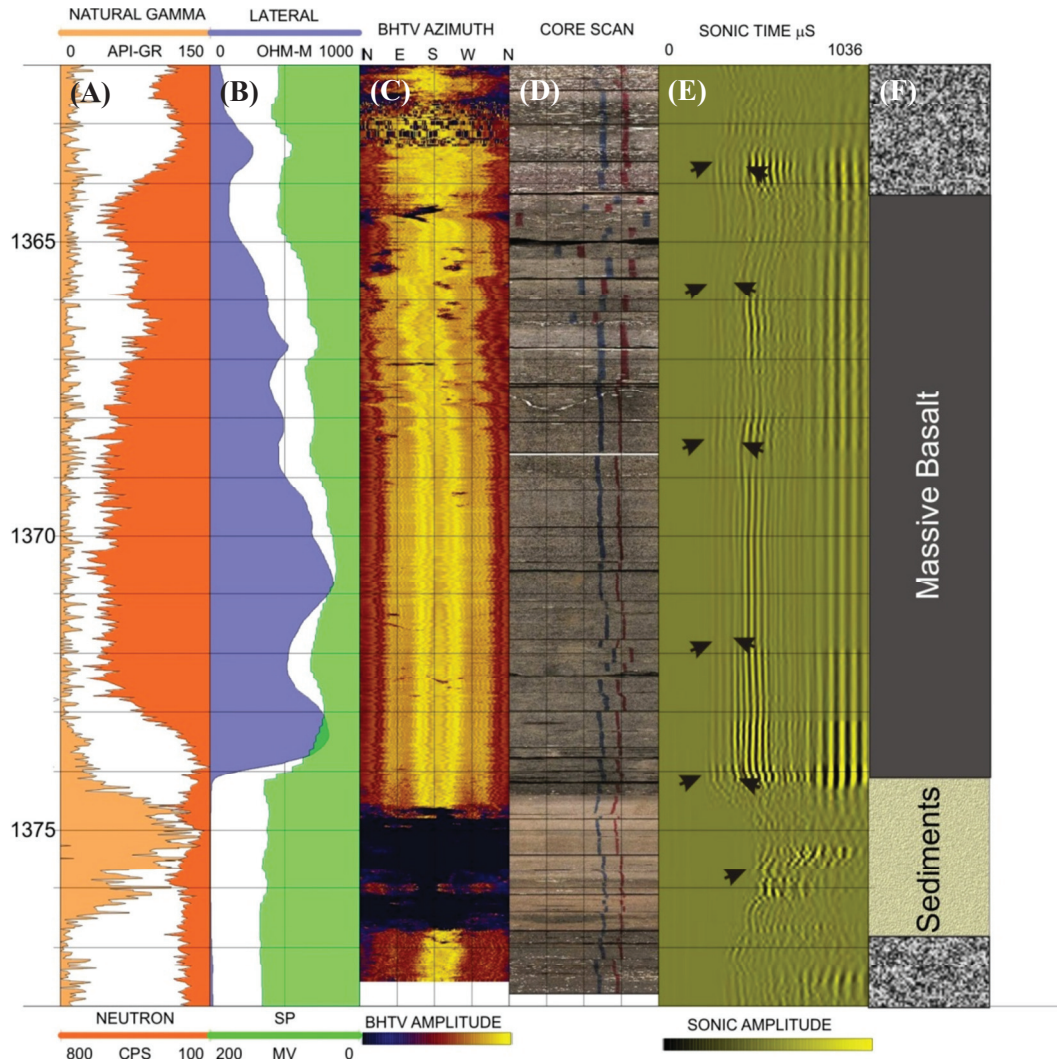 NATURAL GAMMA LATERAL BHTV AZIMUTH CORE SCAN SONIC TIME μS
0 API-GR 150 0 OHM-M 1000 N E S W N 0 1036
(A) (B) (C) (D) (E) (F)
1365
Massive Basalt
1370
1375
Sediments
NEUTRON SP BHTV AMPLITUDE SONIC AMPLITUDE
800 CPS 100 200 MV 0